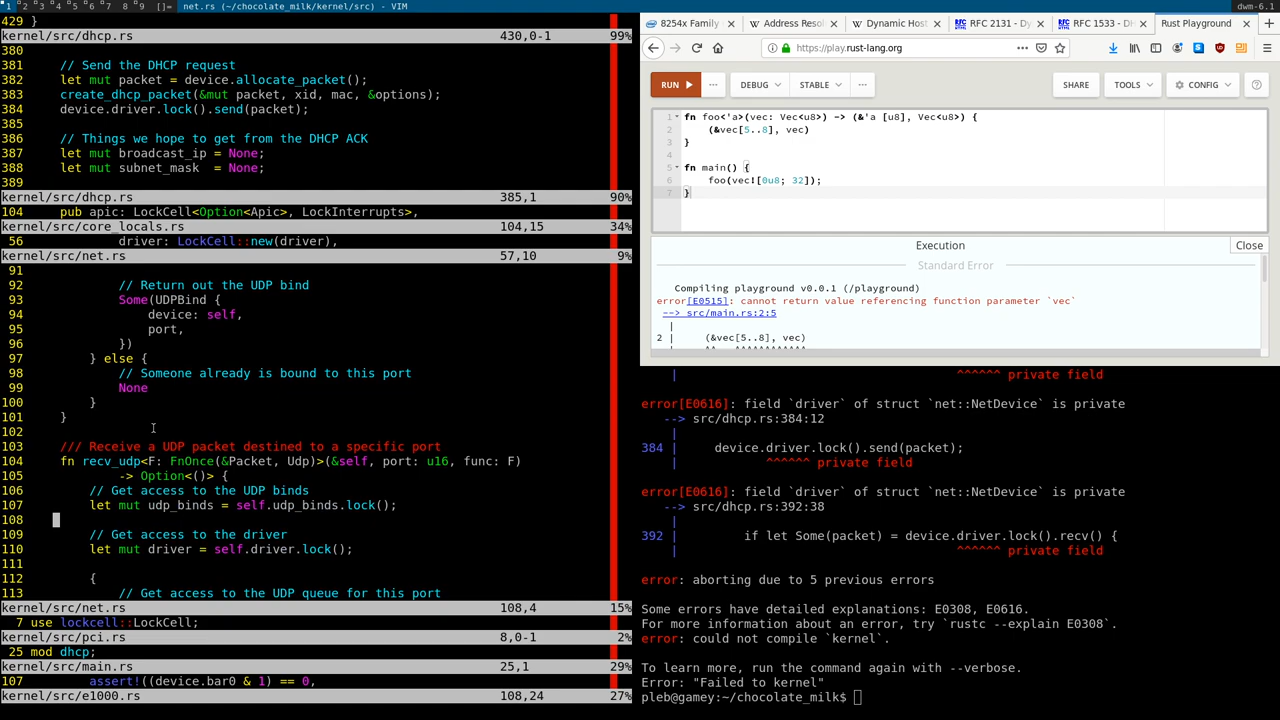 1 2 3 4 5 6 7 8 9 []= net.rs (~/chocolate_milk/kernel/src) - VIM
dwm-6.1
429 }
kernel/src/dhcp.rs 430,0-1 99%
380
381 // Send the DHCP request
382 let mut packet = device.allocate_packet();
383 create_dhcp_packet(&mut packet, xid, mac, &options);
384 device.driver.lock().send(packet);
385
386 // Things we hope to get from the DHCP ACK
387 let mut broadcast_ip = None;
388 let mut subnet_mask  = None;
389
kernel/src/dhcp.rs 385,1 90%
104 pub apic: LockCell<Option<Apic>, LockInterrupts>,
kernel/src/core_locals.rs 104,15 34%
56 driver: LockCell::new(driver),
kernel/src/net.rs 57,10 9%
91
92 // Return out the UDP bind
93 Some(UDPBind {
94 device: self,
95 port,
96 })
97 } else {
98 // Someone already is bound to this port
99 None
100 }
101 }
102
103 /// Receive a UDP packet destined to a specific port
104 fn recv_udp<F: FnOnce(&Packet, Udp)>(&self, port: u16, func: F)
105 -> Option<()> {
106 // Get access to the UDP binds
107 let mut udp_binds = self.udp_binds.lock();
108
109 // Get access to the driver
110 let mut driver = self.driver.lock();
111
112 {
113 // Get access to the UDP queue for this port
kernel/src/net.rs 108,4 15%
7 use lockcell::LockCell;
kernel/src/pci.rs 8,0-1 2%
25 mod dhcp;
kernel/src/main.rs 25,1 29%
107 assert!((device.bar0 & 1) == 0,
kernel/src/e1000.rs 108,24 27%
8254x Family
Address Resol
Dynamic Host
RFC 2131 - Dy
RFC 1533 - DH
Rust Playground
https://play.rust-lang.org
RUN
DEBUG
STABLE
SHARE
TOOLS
CONFIG
1 fn foo<'a>(vec: Vec<u8>) -> (&'a [u8], Vec<u8>) {
2 (&vec[5..8], vec)
3 }
4
5 fn main() {
6 foo(vec![0u8; 32]);
7 }
Execution
Close
Standard Error
Compiling playground v0.0.1 (/playground)
error[E0515]: cannot return value referencing function parameter `vec`
--> src/main.rs:2:5
|
2 | (&vec[5..8], vec)
| ^^^^^^ private field
error[E0616]: field `driver` of struct `net::NetDevice` is private
--> src/dhcp.rs:384:12
|
384 | device.driver.lock().send(packet);
| ^^^^^^ private field
error[E0616]: field `driver` of struct `net::NetDevice` is private
--> src/dhcp.rs:392:38
|
392 | if let Some(packet) = device.driver.lock().recv() {
| ^^^^^^ private field
error: aborting due to 5 previous errors
Some errors have detailed explanations: E0308, E0616.
For more information about an error, try `rustc --explain E0308`.
error: could not compile `kernel`.
To learn more, run the command again with --verbose.
Error: "Failed to kernel"
pleb@gamey:~/chocolate_milk$